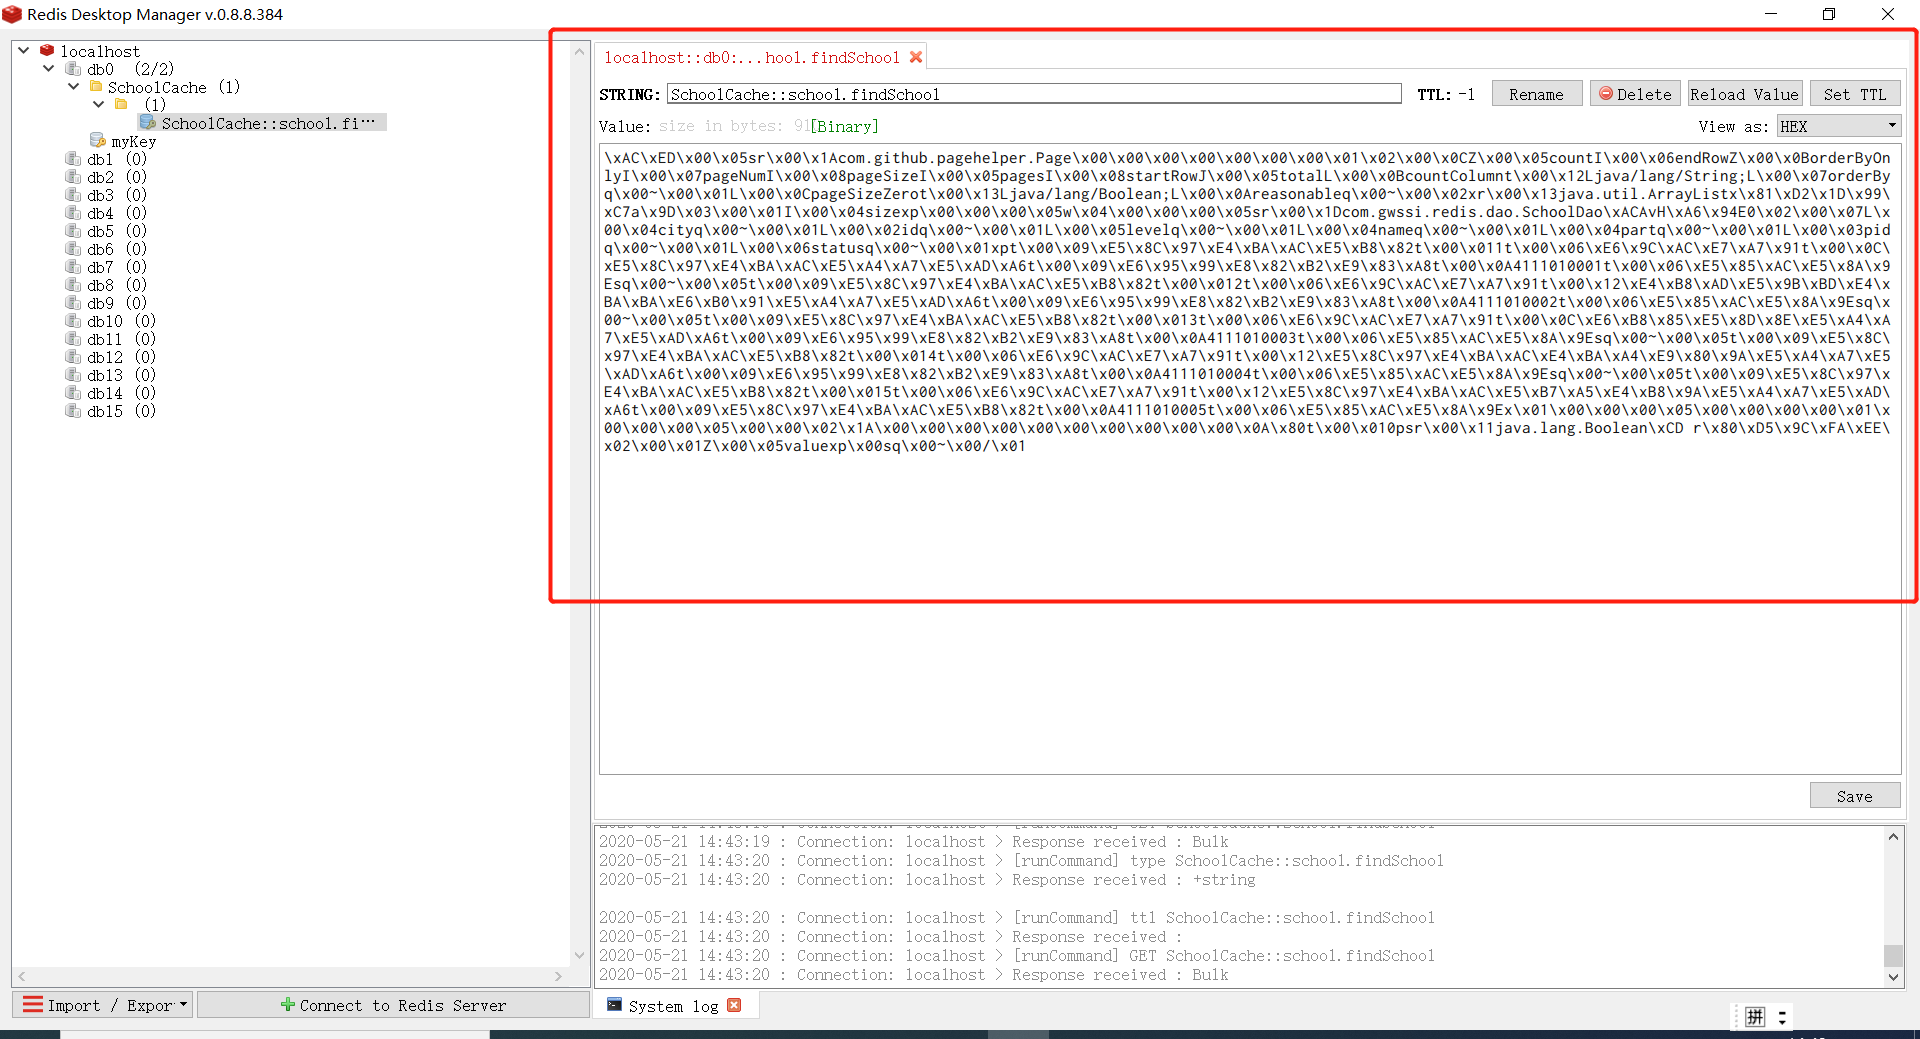 Redis Desktop Manager v.0.8.8.384
localhost
db0 (2/2)
SchoolCache (1)
(1)
SchoolCache::school.fi···
myKey
db1 (0)
db2 (0)
db3 (0)
db4 (0)
db5 (0)
db6 (0)
db7 (0)
db8 (0)
db9 (0)
db10 (0)
db11 (0)
db12 (0)
db13 (0)
db14 (0)
db15 (0)
Import / Expor
Connect to Redis Server
localhost::db0:...hool.findSchool
STRING: SchoolCache::school.findSchool TTL: -1 Rename Delete Reload Value Set TTL
Value: size in bytes: 91[Binary] View as: HEX
\xAC\xED\x00\x05sr\x00\x1Acom.github.pagehelper.Page\x00\x00\x00\x00\x00\x00\x00\x01\x02\x00\x0CZ\x00\x05countI\x00\x06endRowZ\x00\x0BorderByOn
lyI\x00\x07pageNumI\x00\x08pageSizeI\x00\x05pagesI\x00\x08startRowJ\x00\x05totalL\x00\x0BcountColumnt\x00\x12Ljava/lang/String;L\x00\x07orderBy
q\x00~\x00\x01L\x00\x0CpageSizeZerot\x00\x13Ljava/lang/Boolean;L\x00\x0Areasonableq\x00~\x00\x02xr\x00\x13java.util.ArrayListx\x81\xD2\x1D\x99\
xC7a\x9D\x03\x00\x01I\x00\x04sizexp\x00\x00\x00\x05w\x04\x00\x00\x00\x05sr\x00\x1Dcom.gwssi.redis.dao.SchoolDao\xACAvH\xA6\x94E0\x02\x00\x07L\x
00\x04cityq\x00~\x00\x01L\x00\x02idq\x00~\x00\x01L\x00\x05levelq\x00~\x00\x01L\x00\x04nameq\x00~\x00\x01L\x00\x04partq\x00~\x00\x01L\x00\x03pid
q\x00~\x00\x01L\x00\x06statusq\x00~\x00\x01xpt\x00\x09\xE5\x8C\x97\xE4\xBA\xAC\xE5\xB8\x82t\x00\x011t\x00\x06\xE6\x9C\xAC\xE7\xA7\x91t\x00\x0C\
xE5\x8C\x97\xE4\xBA\xAC\xE5\xA4\xA7\xE5\xAD\xA6t\x00\x09\xE6\x95\x99\xE8\x82\xB2\xE9\x83\xA8t\x00\x0A4111010001t\x00\x06\xE5\x85\xAC\xE5\x8A\x9
Esq\x00~\x00\x05t\x00\x09\xE5\x8C\x97\xE4\xBA\xAC\xE5\xB8\x82t\x00\x012t\x00\x06\xE6\x9C\xAC\xE7\xA7\x91t\x00\x12\xE4\xB8\xAD\xE5\x9B\xBD\xE4\x
BA\xBA\xE6\xB0\x91\xE5\xA4\xA7\xE5\xAD\xA6t\x00\x09\xE6\x95\x99\xE8\x82\xB2\xE9\x83\xA8t\x00\x0A4111010002t\x00\x06\xE5\x85\xAC\xE5\x8A\x9Esq\x
00~\x00\x05t\x00\x09\xE5\x8C\x97\xE4\xBA\xAC\xE5\xB8\x82t\x00\x013t\x00\x06\xE6\x9C\xAC\xE7\xA7\x91t\x00\x0C\xE6\xB8\x85\xE5\x8D\x8E\xE5\xA4\xA
7\xE5\xAD\xA6t\x00\x09\xE6\x95\x99\xE8\x82\xB2\xE9\x83\xA8t\x00\x0A4111010003t\x00\x06\xE5\x85\xAC\xE5\x8A\x9Esq\x00~\x00\x05t\x00\x09\xE5\x8C\
x97\xE4\xBA\xAC\xE5\xB8\x82t\x00\x014t\x00\x06\xE6\x9C\xAC\xE7\xA7\x91t\x00\x12\xE5\x8C\x97\xE4\xBA\xAC\xE4\xBA\xA4\xE9\x80\x9A\xE5\xA4\xA7\xE5
\xAD\xA6t\x00\x09\xE6\x95\x99\xE8\x82\xB2\xE9\x83\xA8t\x00\x0A4111010004t\x00\x06\xE5\x85\xAC\xE5\x8A\x9Esq\x00~\x00\x05t\x00\x09\xE5\x8C\x97\x
E4\xBA\xAC\xE5\xB8\x82t\x00\x015t\x00\x06\xE6\x9C\xAC\xE7\xA7\x91t\x00\x12\xE5\x8C\x97\xE4\xBA\xAC\xE5\xB7\xA5\xE4\xB8\x9A\xE5\xA4\xA7\xE5\xAD\
xA6t\x00\x09\xE5\x8C\x97\xE4\xBA\xAC\xE5\xB8\x82t\x00\x0A4111010005t\x00\x06\xE5\x85\xAC\xE5\x8A\x9Ex\x01\x00\x00\x00\x05\x00\x00\x00\x00\x01\x
00\x00\x00\x05\x00\x00\x02\x1A\x00\x00\x00\x00\x00\x00\x00\x00\x00\x00\x0A\x80t\x00\x010psr\x00\x11java.lang.Boolean\xCD r\x80\xD5\x9C\xFA\xEE\
x02\x00\x01Z\x00\x05valuexp\x00sq\x00~\x00/\x01
Save
2020-05-21 14:43:19 : Connection: localhost > Response received : Bulk
2020-05-21 14:43:20 : Connection: localhost > [runCommand] type SchoolCache::school.findSchool
2020-05-21 14:43:20 : Connection: localhost > Response received : +string
2020-05-21 14:43:20 : Connection: localhost > [runCommand] ttl SchoolCache::school.findSchool
2020-05-21 14:43:20 : Connection: localhost > Response received :
2020-05-21 14:43:20 : Connection: localhost > [runCommand] GET SchoolCache::school.findSchool
2020-05-21 14:43:20 : Connection: localhost > Response received : Bulk
System log
拼